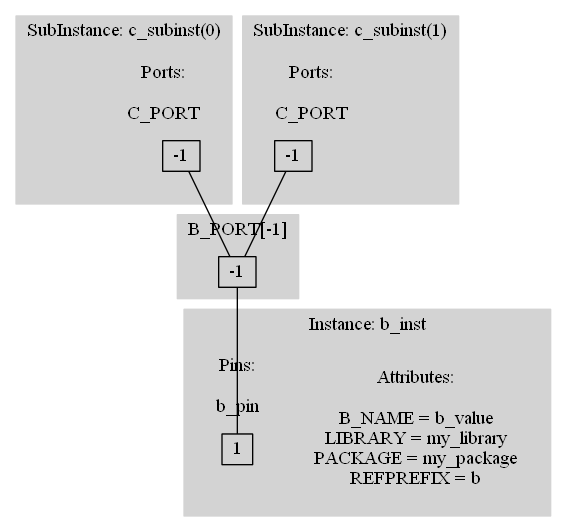 SubInstance: c_subinst(0)
Ports:
C_PORT
-1
SubInstance: c_subinst(1)
Ports:
C_PORT
-1
B_PORT[-1]
-1
Instance: b_inst
Pins:
b_pin
1
Attributes:
B_NAME = b_value
LIBRARY = my_library
PACKAGE = my_package
REFPREFIX = b